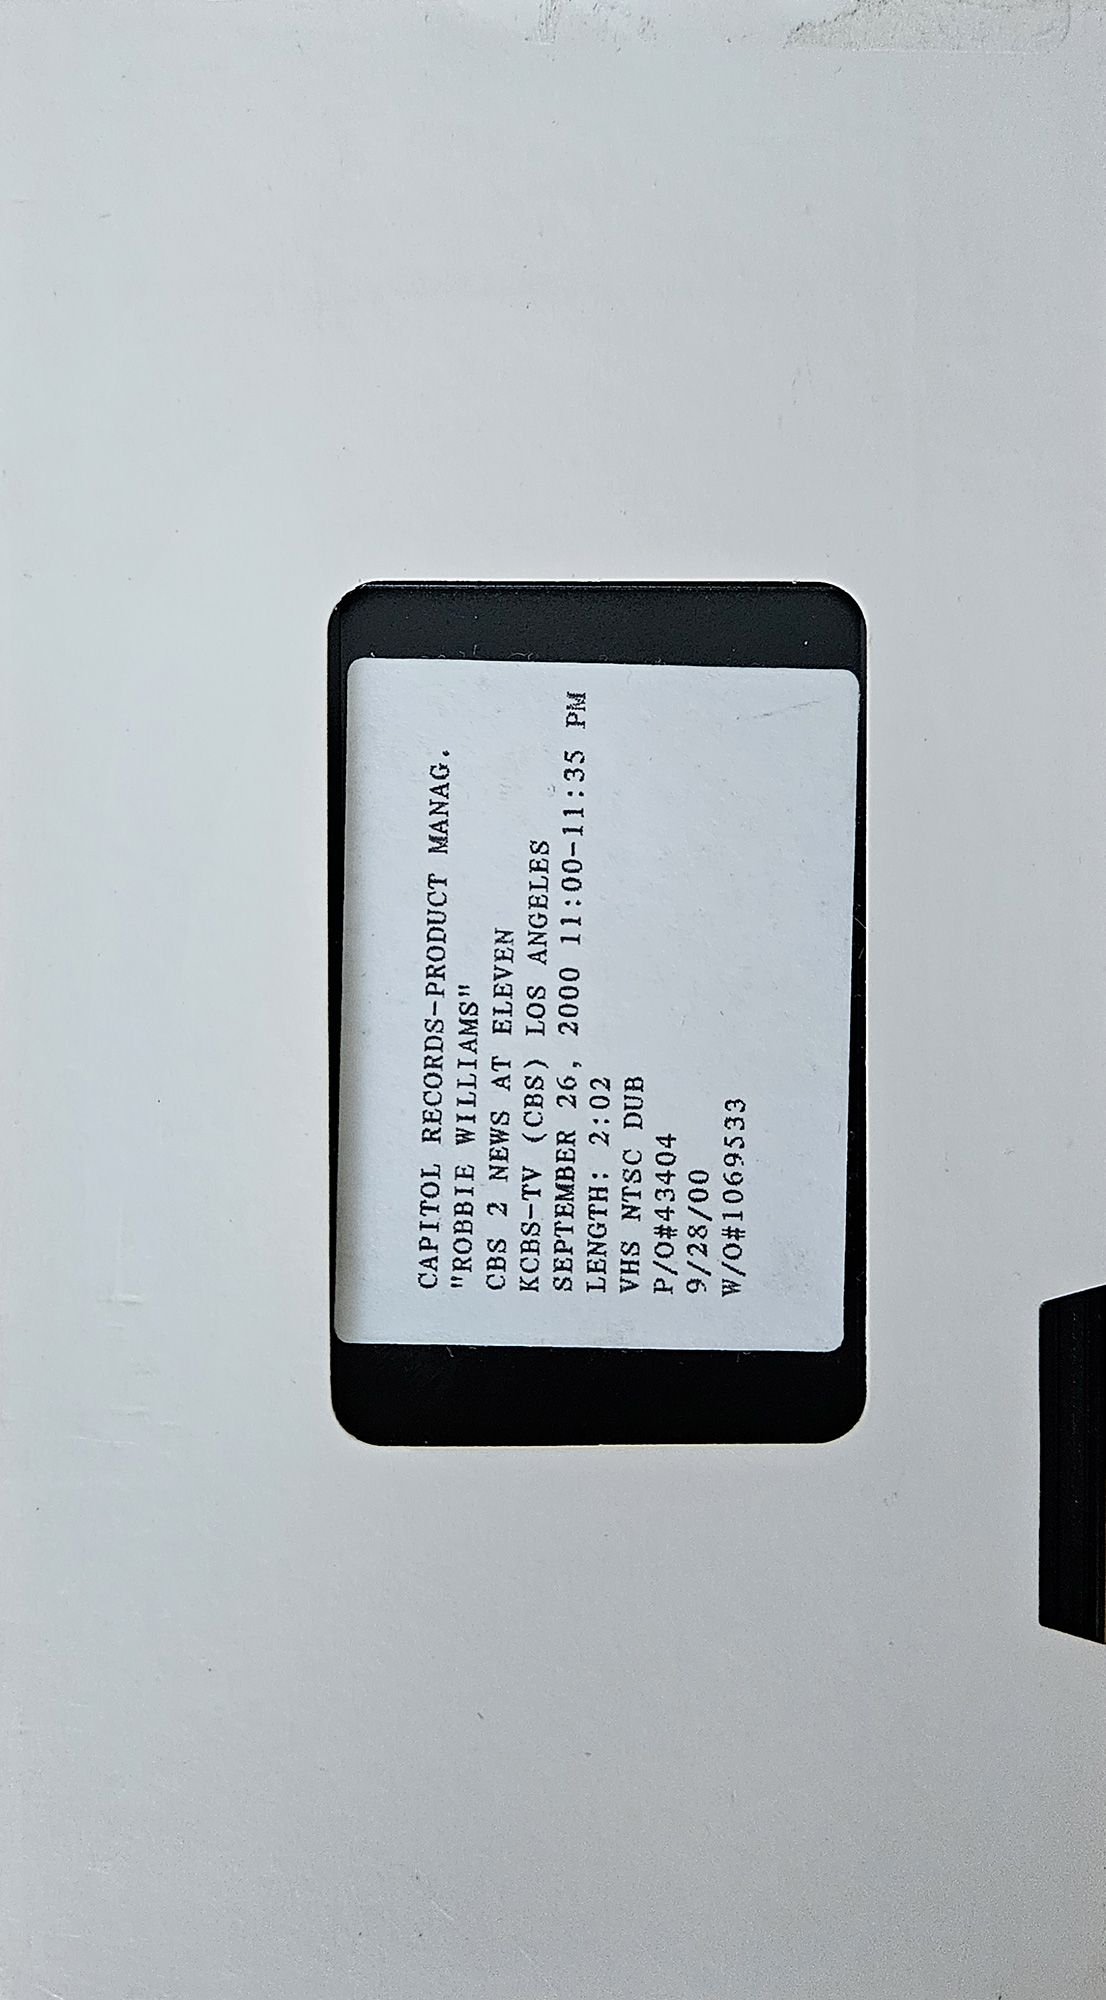 CAPITOL RECORDS-PRODUCT MANAG.
"ROBBIE WILLIAMS"
CBS 2 NEWS AT ELEVEN
KCBS-TV (CBS) LOS ANGELES
SEPTEMBER 26, 2000 11:00-11:35 PM
LENGTH: 2:02
VHS NTSC DUB
P/O#43404
9/28/00
W/O#1069533